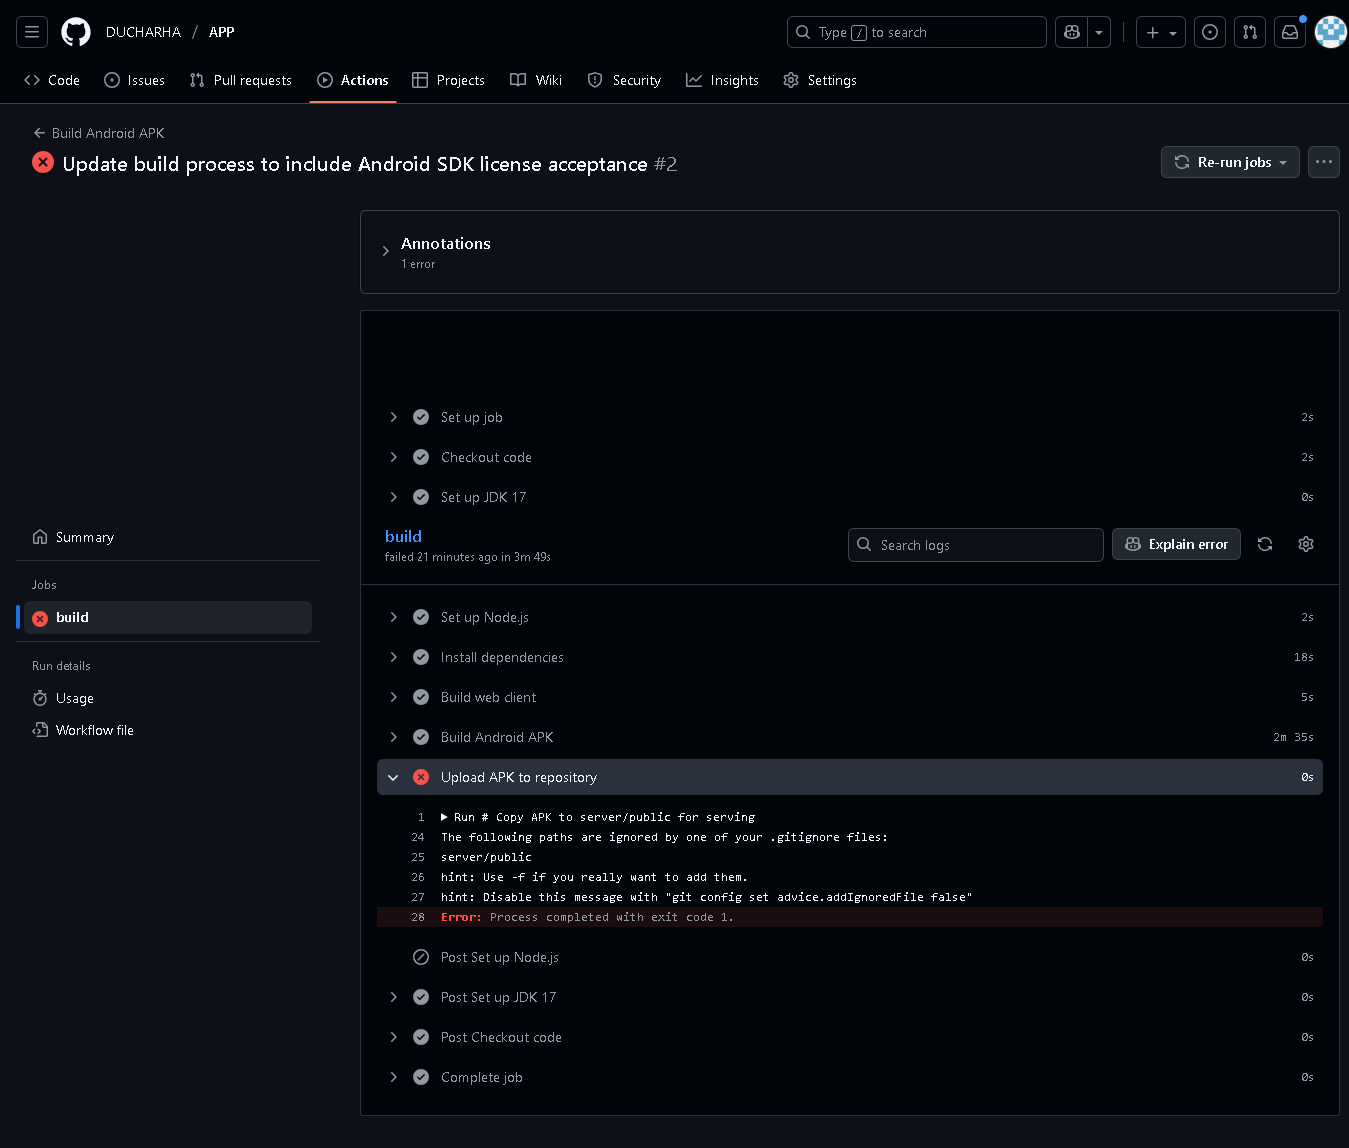 DUCHARHA / APP
Type / to search
Code
Issues
Pull requests
Actions
Projects
Wiki
Security
Insights
Settings
Build Android APK
Update build process to include Android SDK license acceptance #2
Re-run jobs
Annotations
1 error
Set up job 2s
Checkout code 2s
Set up JDK 17 0s
Summary
Jobs
build
Run details
Usage
Workflow file
build
failed 21 minutes ago in 3m 49s
Search logs
Explain error
Set up Node.js 2s
Install dependencies 18s
Build web client 5s
Build Android APK 2m 35s
Upload APK to repository 0s
1 Run # Copy APK to server/public for serving
24 The following paths are ignored by one of your .gitignore files:
25 server/public
26 hint: Use -f if you really want to add them.
27 hint: Disable this message with "git config set advice.addIgnoredFile false"
28 Error: Process completed with exit code 1.
Post Set up Node.js 0s
Post Set up JDK 17 0s
Post Checkout code 0s
Complete job 0s